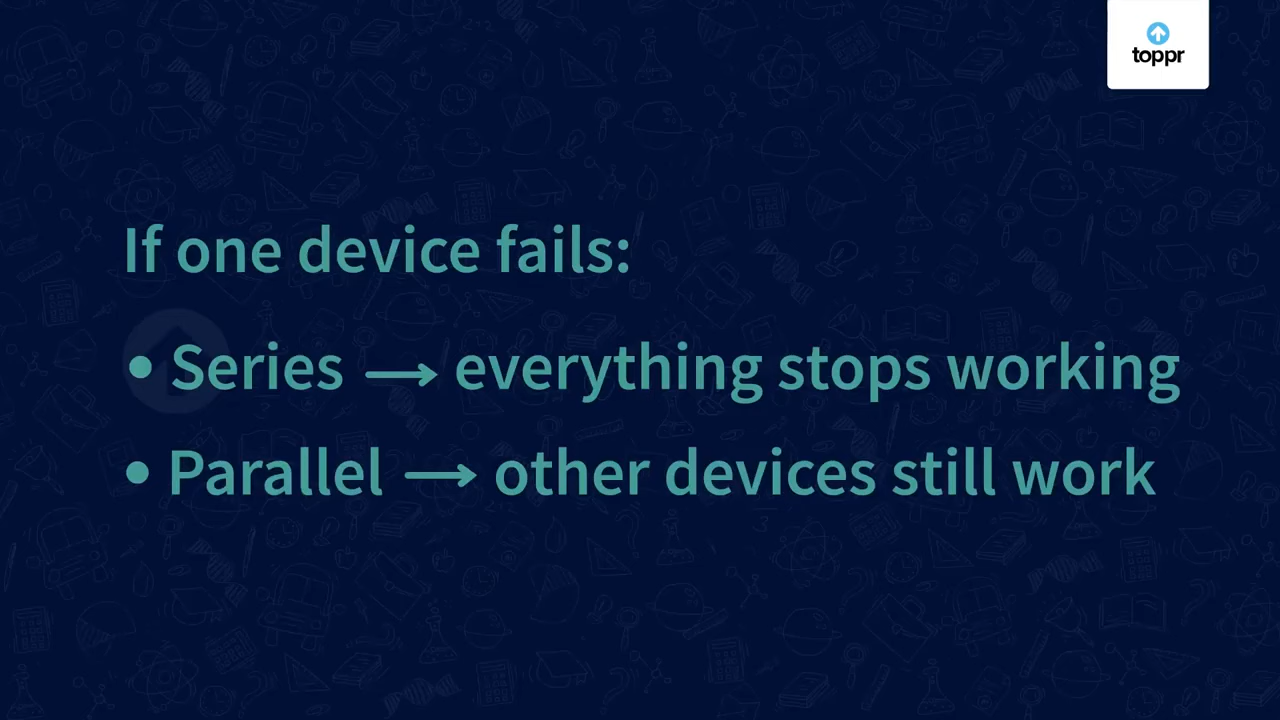 toppr
If one device fails:
• Series → everything stops working
• Parallel → other devices still work